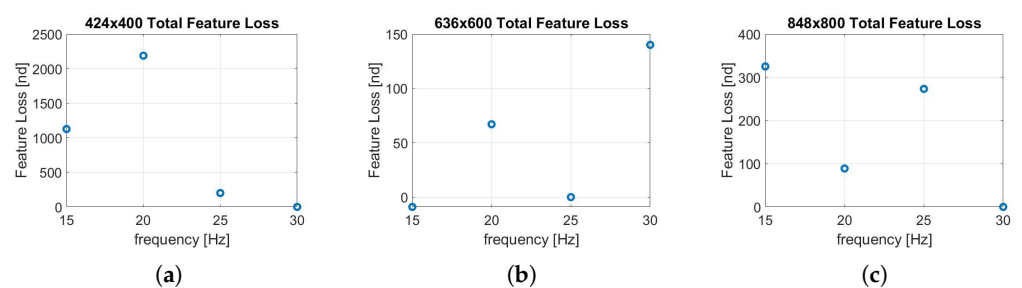 424x400 Total Feature Loss
2500
2000
1500
1000
500
0
Feature Loss [nd]
15 20 25 30
frequency [Hz]
(a)
636x600 Total Feature Loss
150
100
50
0
Feature Loss [nd]
15 20 25 30
frequency [Hz]
(b)
848x800 Total Feature Loss
400
300
200
100
0
Feature Loss [nd]
15 20 25 30
frequency [Hz]
(c)